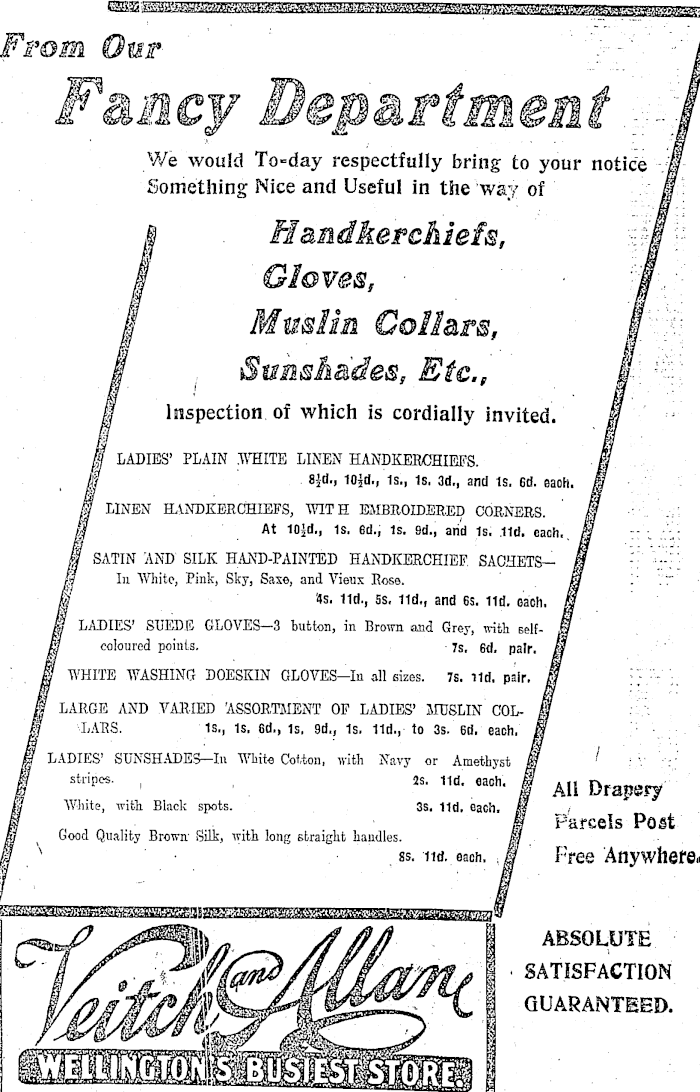 From Our
Fancy Department
We would To-day respectfully bring to your notice
Something Nice and Useful in the way of
Handkerchiefs,
Gloves,
Muslin Collars,
Sunshades, Etc.,
Inspection of which is cordially invited.
LADIES' PLAIN WHITE LINEN HANDKERCHIEFS.
8½d., 10½d., 1s., 1s. 3d., and 1s. 6d. each.
LINEN HANDKERCHIEFS, WITH EMBROIDERED CORNERS.
At 10½d., 1s. 6d., 1s. 9d., and 1s. 11d. each.
SATIN AND SILK HAND-PAINTED HANDKERCHIEF SACHETS—
In White, Pink, Sky, Saxe, and Vieux Rose.
4s. 11d., 5s. 11d., and 6s. 11d. each.
LADIES' SUEDE GLOVES—3 button, in Brown and Grey, with self-
coloured points. 7s. 6d. pair.
WHITE WASHING DOESKIN GLOVES—In all sizes. 7s. 11d. pair.
LARGE AND VARIED ASSORTMENT OF LADIES' MUSLIN COL-
LARS. 1s., 1s. 6d., 1s. 9d., 1s. 11d., to 3s. 6d. each.
LADIES' SUNSHADES—In White Cotton, with Navy or Amethyst
stripes. 2s. 11d. each.
White, with Black spots. 3s. 11d. each.
Good Quality Brown Silk, with long straight handles.
8s. 11d. each.
All Drapery
Parcels Post
Free Anywhere.
ABSOLUTE
SATISFACTION
GUARANTEED.
Veitch and Allan
WELLINGTON'S BUSIEST STORE.